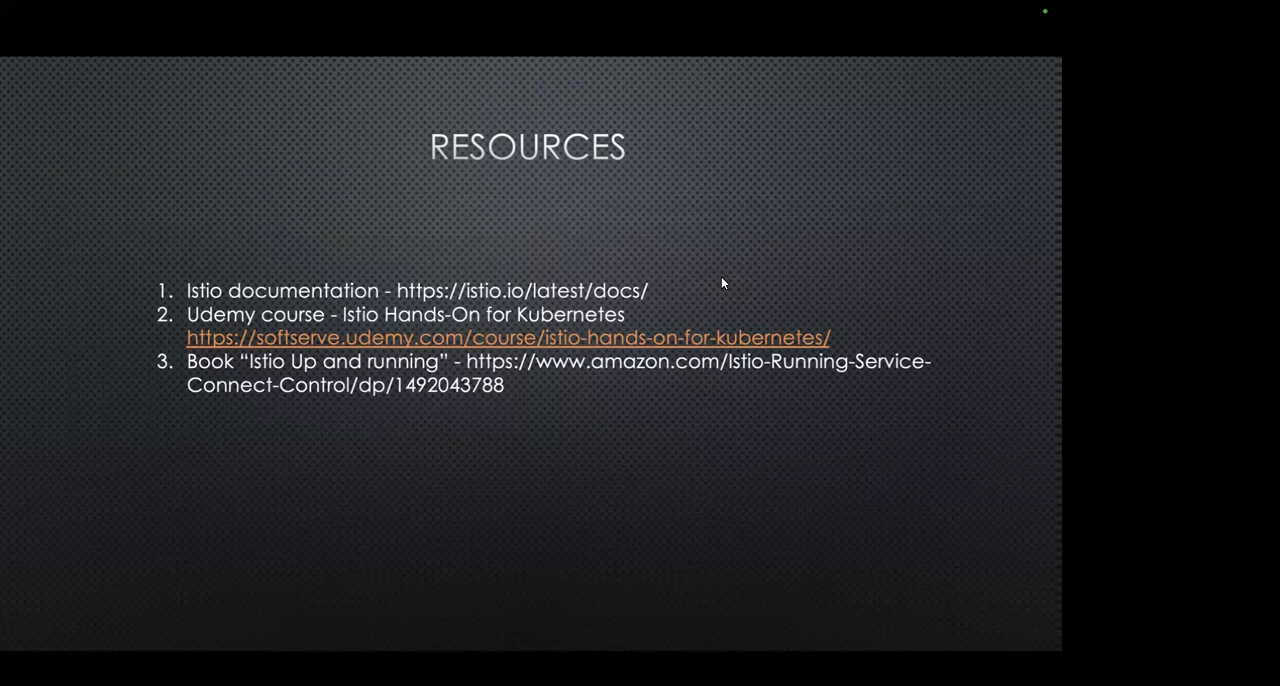 RESOURCES
1. Istio documentation - https://istio.io/latest/docs/
2. Udemy course - Istio Hands-On for Kubernetes
https://softserve.udemy.com/course/istio-hands-on-for-kubernetes/
3. Book “Istio Up and running” - https://www.amazon.com/Istio-Running-Service-
Connect-Control/dp/1492043788